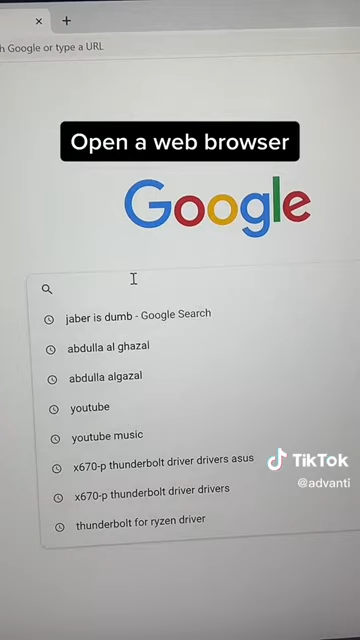 h Google or type a URL
Open a web browser
Google
jaber is dumb - Google Search
abdulla al ghazal
abdulla algazal
youtube
youtube music
x670-p thunderbolt driver drivers asus
x670-p thunderbolt driver drivers
thunderbolt for ryzen driver
TikTok
@advanti